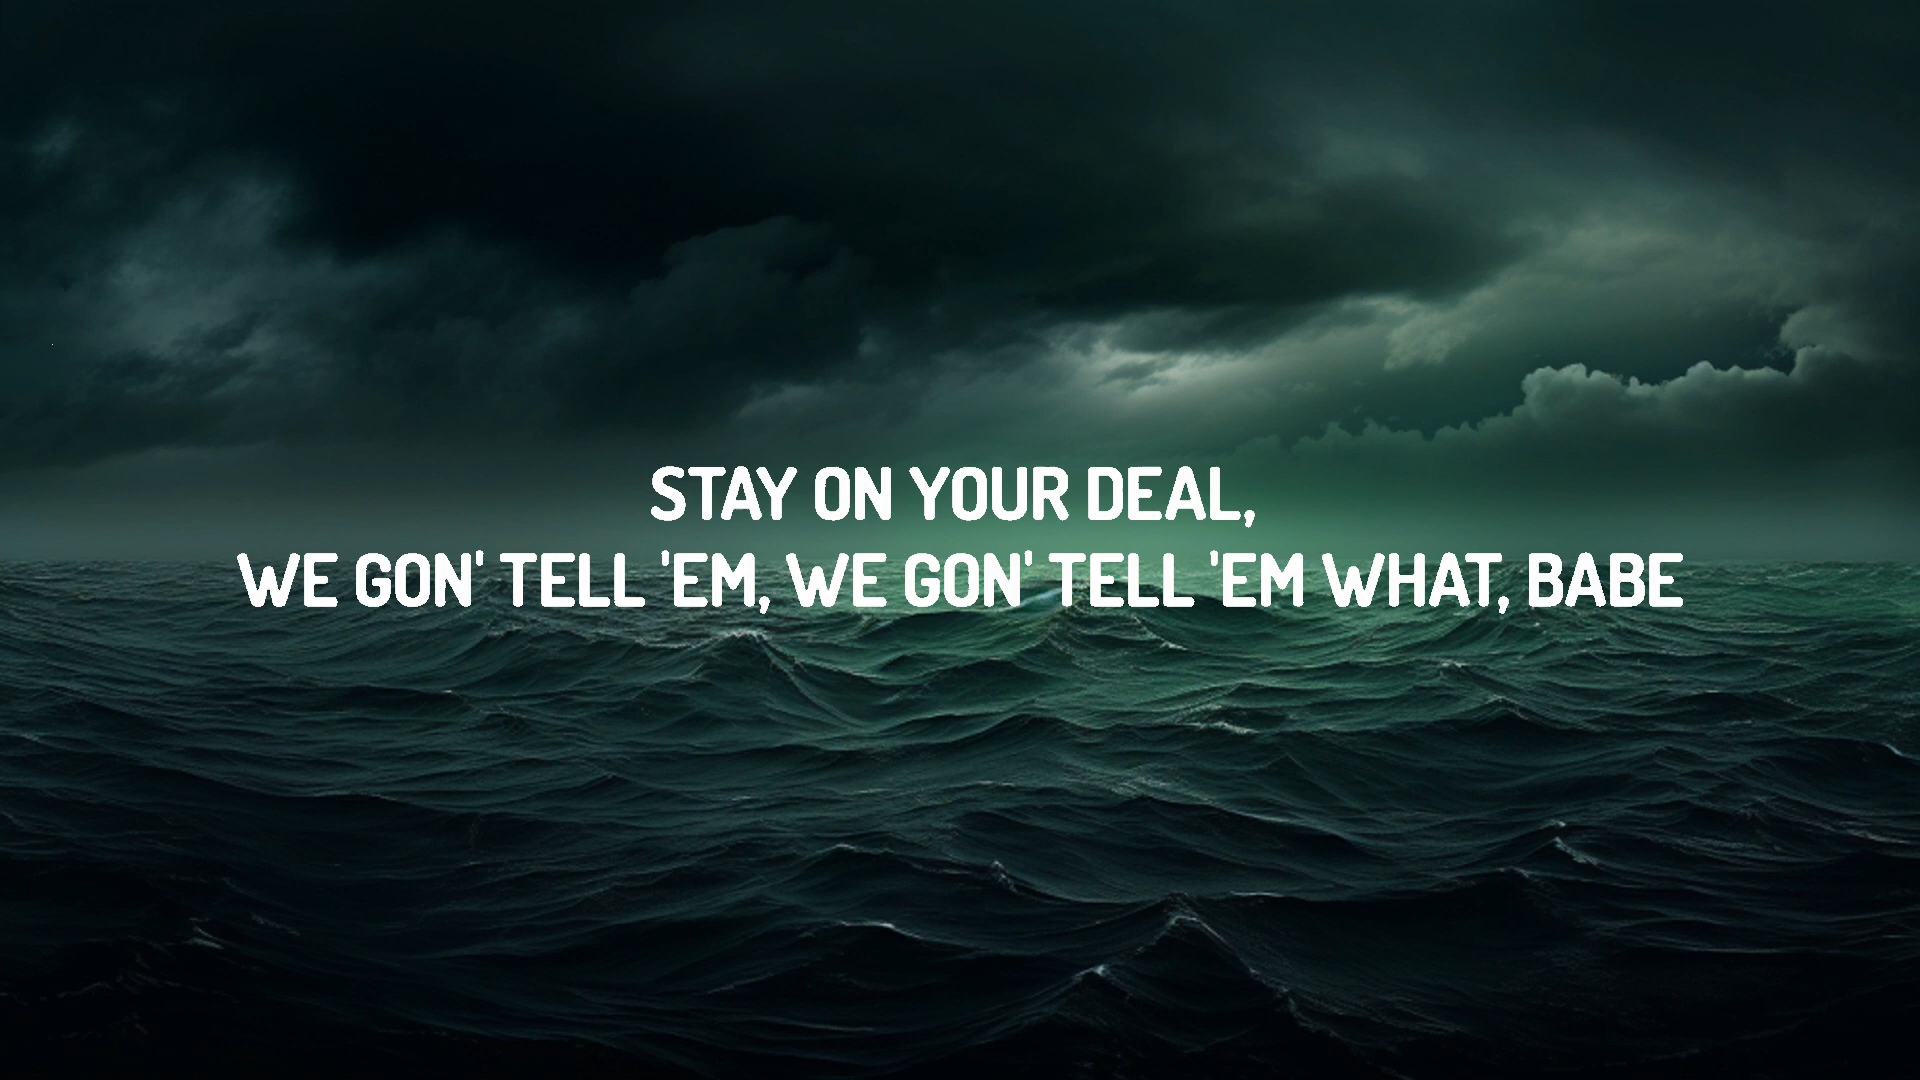 STAY ON YOUR DEAL,
WE GON' TELL 'EM, WE GON' TELL 'EM WHAT, BABE